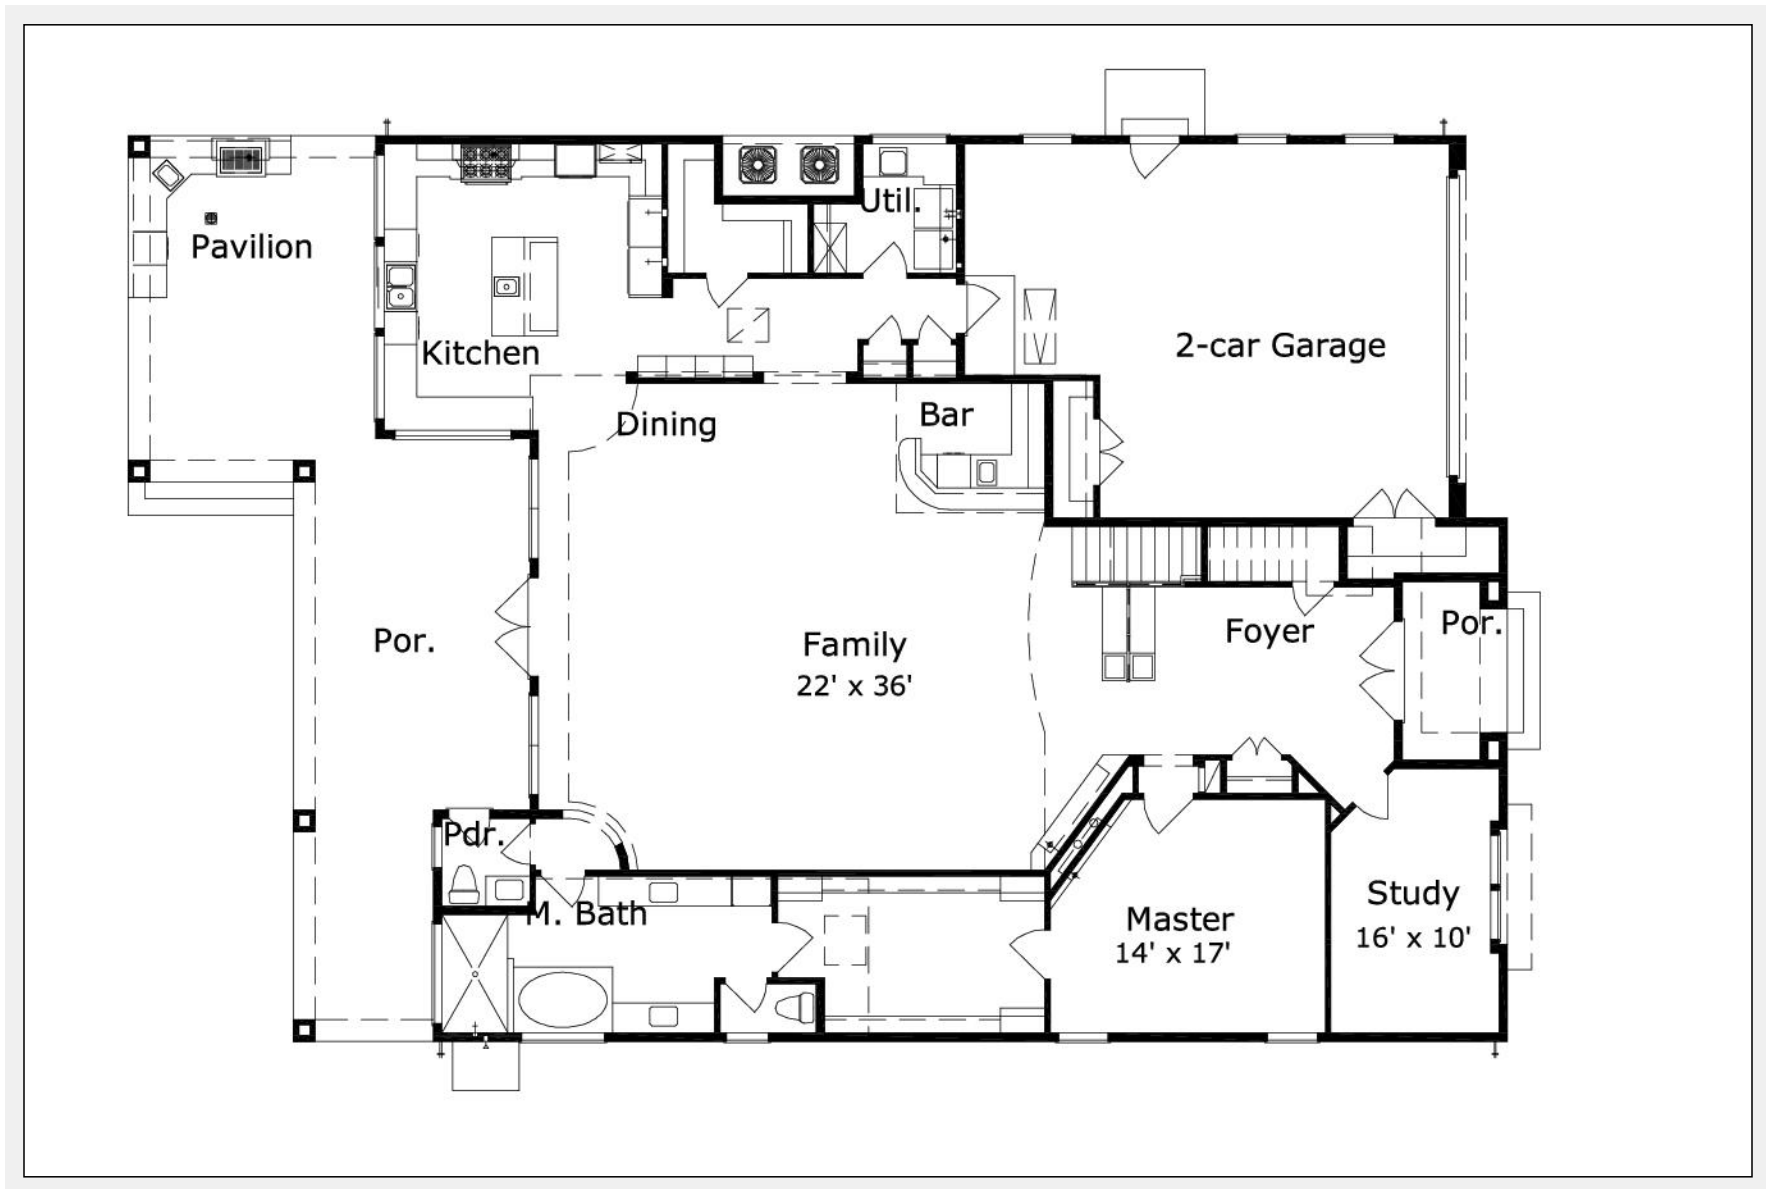 Util.
Pavilion
Kitchen
2-car Garage
Dining
Bar
Por.
Family
22' x 36'
Foyer
Por.
Pdr.
M. Bath
Master
14' x 17'
Study
16' x 10'